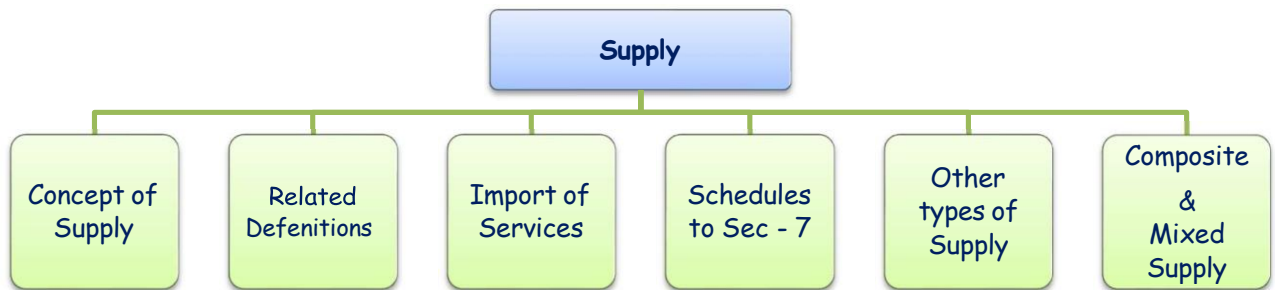 Supply
Concept of
Supply
Related
Defenitions
Import of
Services
Schedules
to Sec - 7
Other
types of
Supply
Composite
&
Mixed
Supply